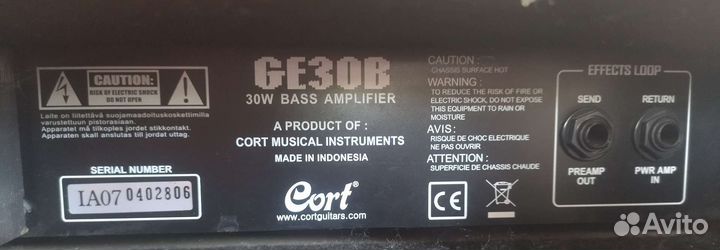 CAUTION:
RISK OF ELECTRIC SHOCK
DO NOT OPEN
Laite on liitettävä suojamaadoituskoskettimilla
varustettuun pistorasiaan.
Apparatet må tilkoples jordet stikkontakt.
Apparaten skall anslutas till jordat uttag.
SERIAL NUMBER
IA07 0402806
GE30B
30W BASS AMPLIFIER
A PRODUCT OF :
CORT MUSICAL INSTRUMENTS
MADE IN INDONESIA
Cort
www.cortguitars.com
CAUTION :
CHASSIS SURFACE HOT
WARNING :
TO REDUCE THE RISK OF FIRE OR
ELECTRIC SHOCK, DO NOT EXPOSE
THIS EQUIPMENT TO RAIN OR
MOISTURE
AVIS :
RISQUE DE CHOC ELECTRIQUE
NE PAS OUVRIR
ATTENTION :
SUPERFICIE DE CHASSIS CHAUDE
CE
EFFECTS LOOP
SEND RETURN
PREAMP PWR AMP
OUT IN
Avito